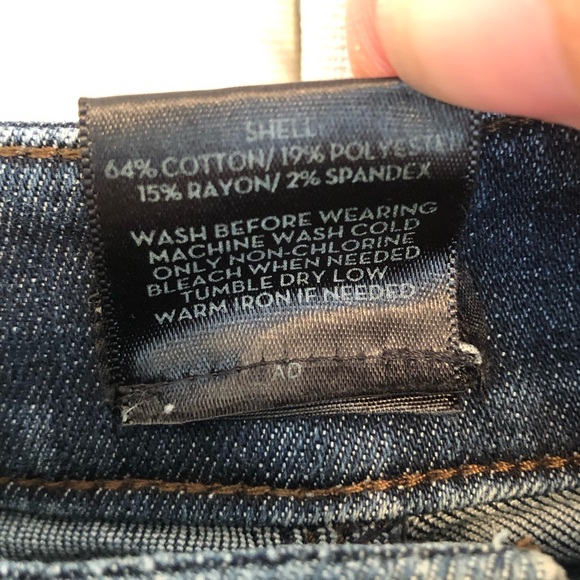 SHELL
64% COTTON/ 19% POLYESTER
15% RAYON/ 2% SPANDEX
WASH BEFORE WEARING
MACHINE WASH COLD
ONLY NON-CHLORINE
BLEACH WHEN NEEDED
TUMBLE DRY LOW
WARM IRON IF NEEDED